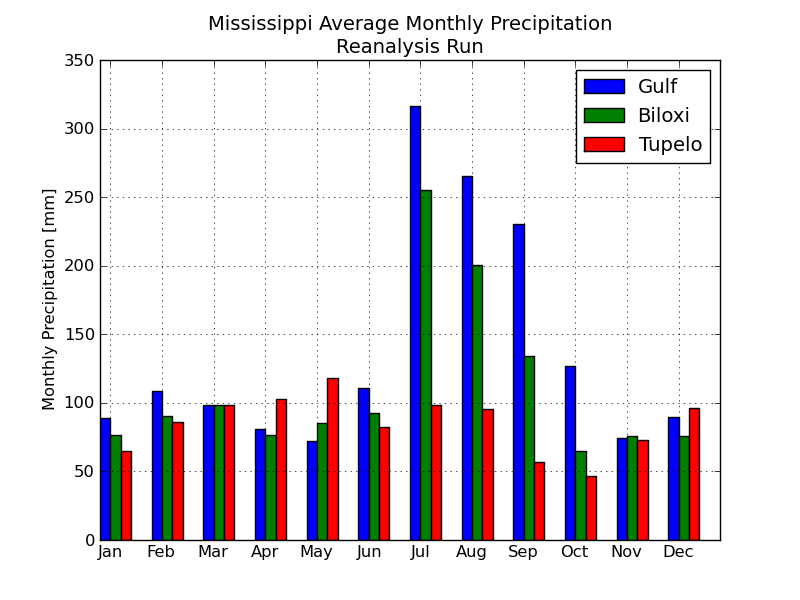 Mississippi Average Monthly Precipitation
Reanalysis Run
350
300
250
200
150
100
50
0
Monthly Precipitation [mm]
Gulf
Biloxi
Tupelo
Jan Feb Mar Apr May Jun Jul Aug Sep Oct Nov Dec